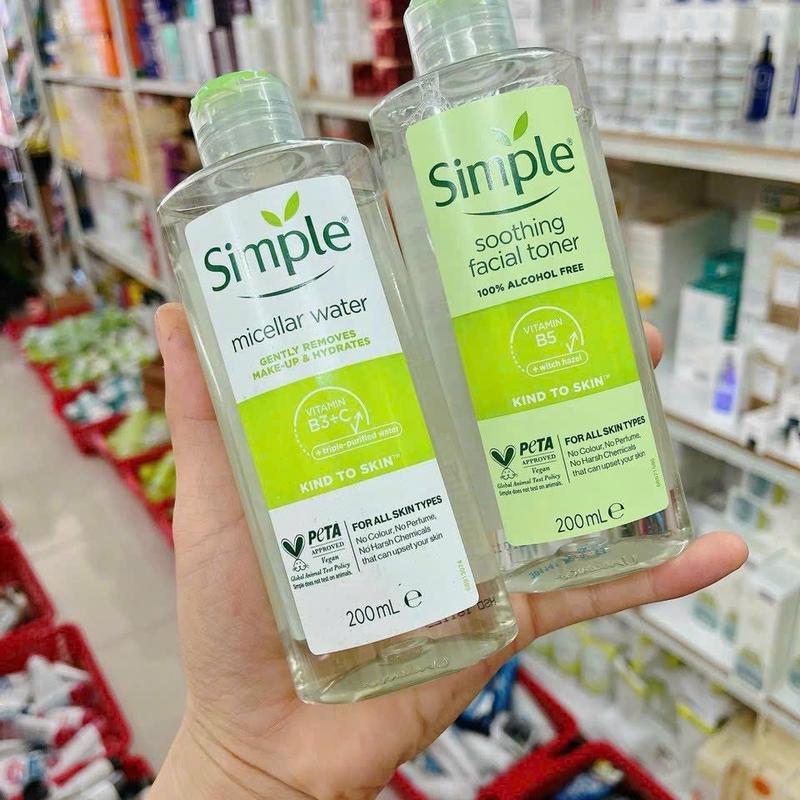 Simple®
micellar water
GENTLY REMOVES
MAKE-UP & HYDRATES
VITAMIN
B3+C
+ triple-purified water
KIND TO SKIN™
PETA
APPROVED
Vegan
Global Animal Test Policy
Simple does not test on animals.
FOR ALL SKIN TYPES
No Colour, No Perfume,
No Harsh Chemicals
that can upset your skin
200mL e
Simple®
soothing
facial toner
100% ALCOHOL FREE
VITAMIN
B5
+ witch hazel
KIND TO SKIN™
PETA
APPROVED
Vegan
Global Animal Test Policy
Simple does not test on animals.
FOR ALL SKIN TYPES
No Colour, No Perfume,
No Harsh Chemicals
that can upset your skin
200mL e